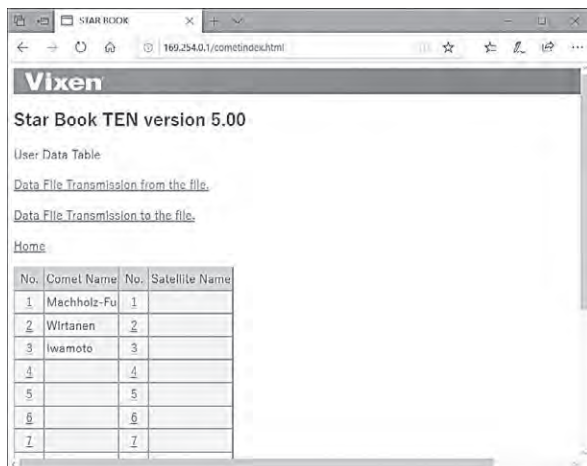 STAR BOOK
169.254.0.1/cometindex.html
Vixen
Star Book TEN version 5.00
User Data Table
Data File Transmission from the file.
Data File Transmission to the file.
Home
No. Comet Name No. Satellite Name
1 Machholz-Fu 1
2 Wirtanen 2
3 Iwamoto 3
4 4
5 5
6 6
7 7